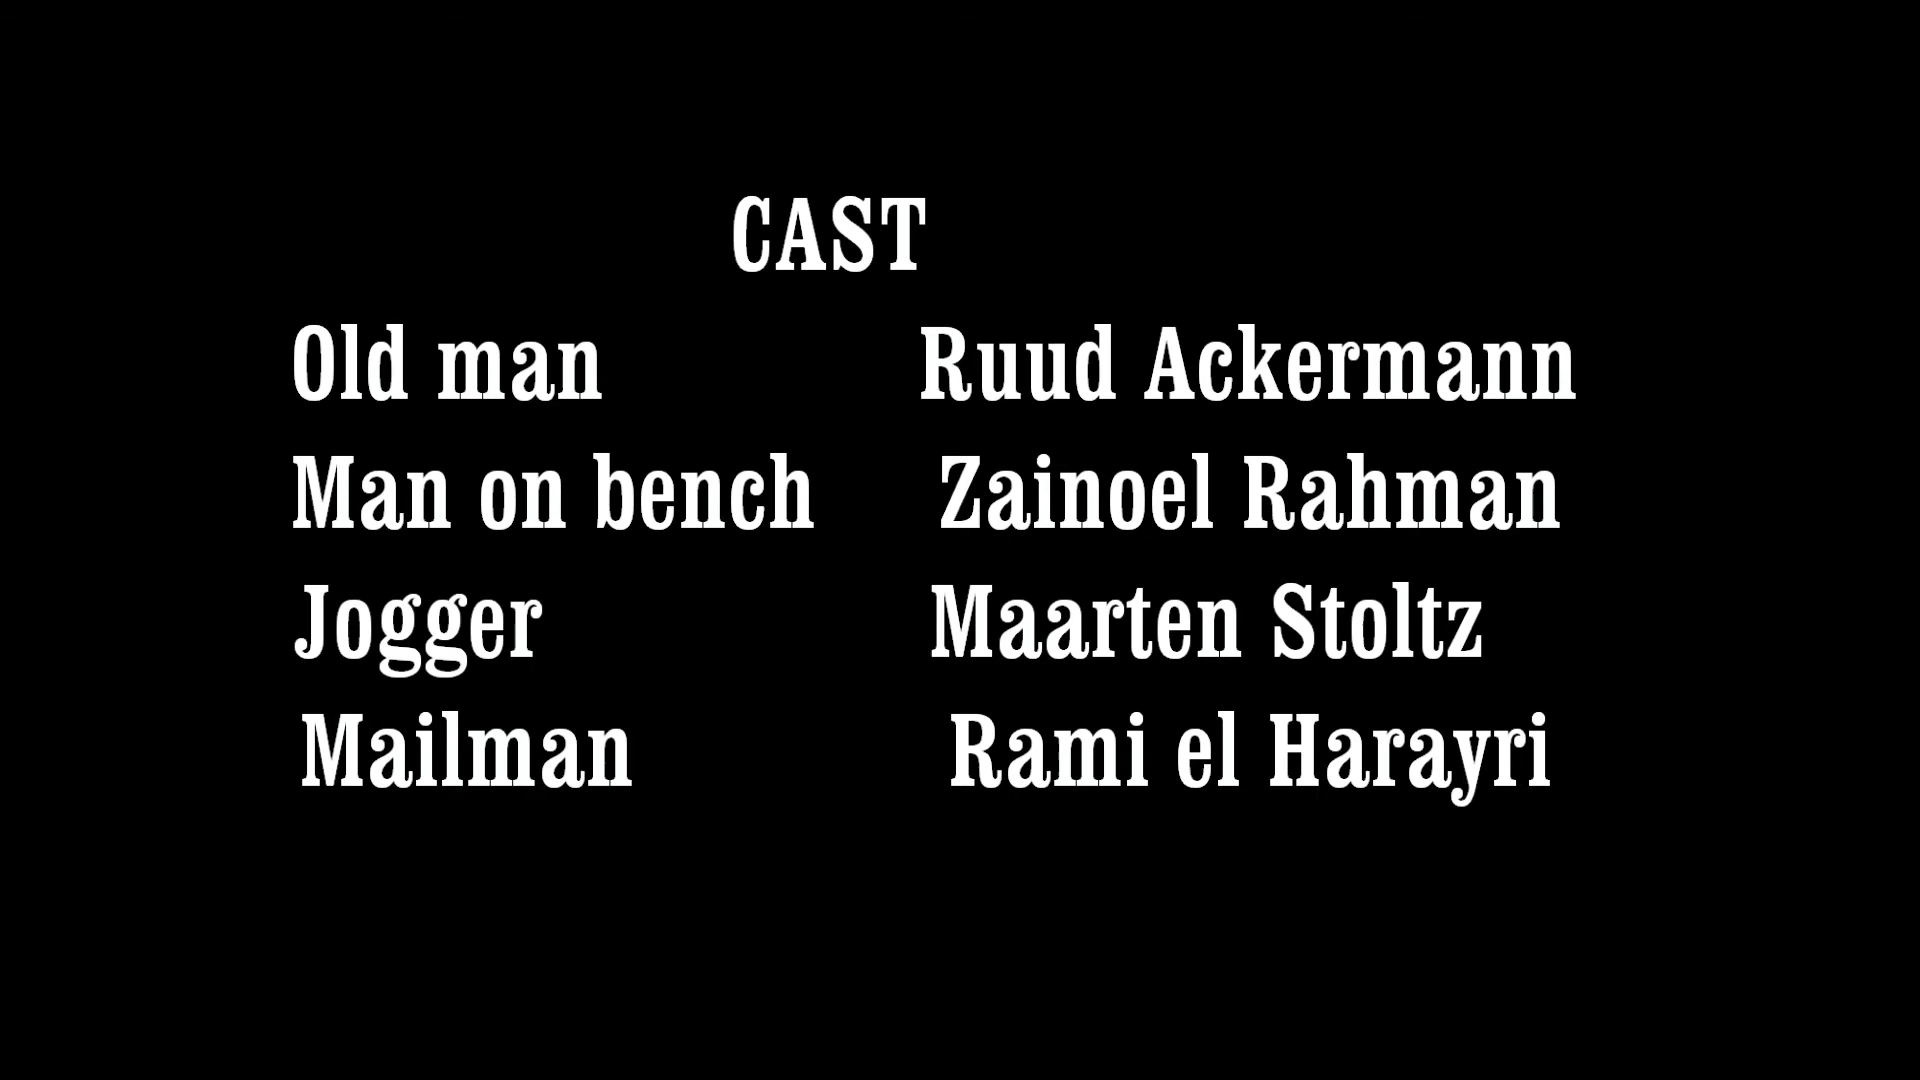 CAST
Old man Ruud Ackermann
Man on bench Zainoel Rahman
Jogger Maarten Stoltz
Mailman Rami el Harayri